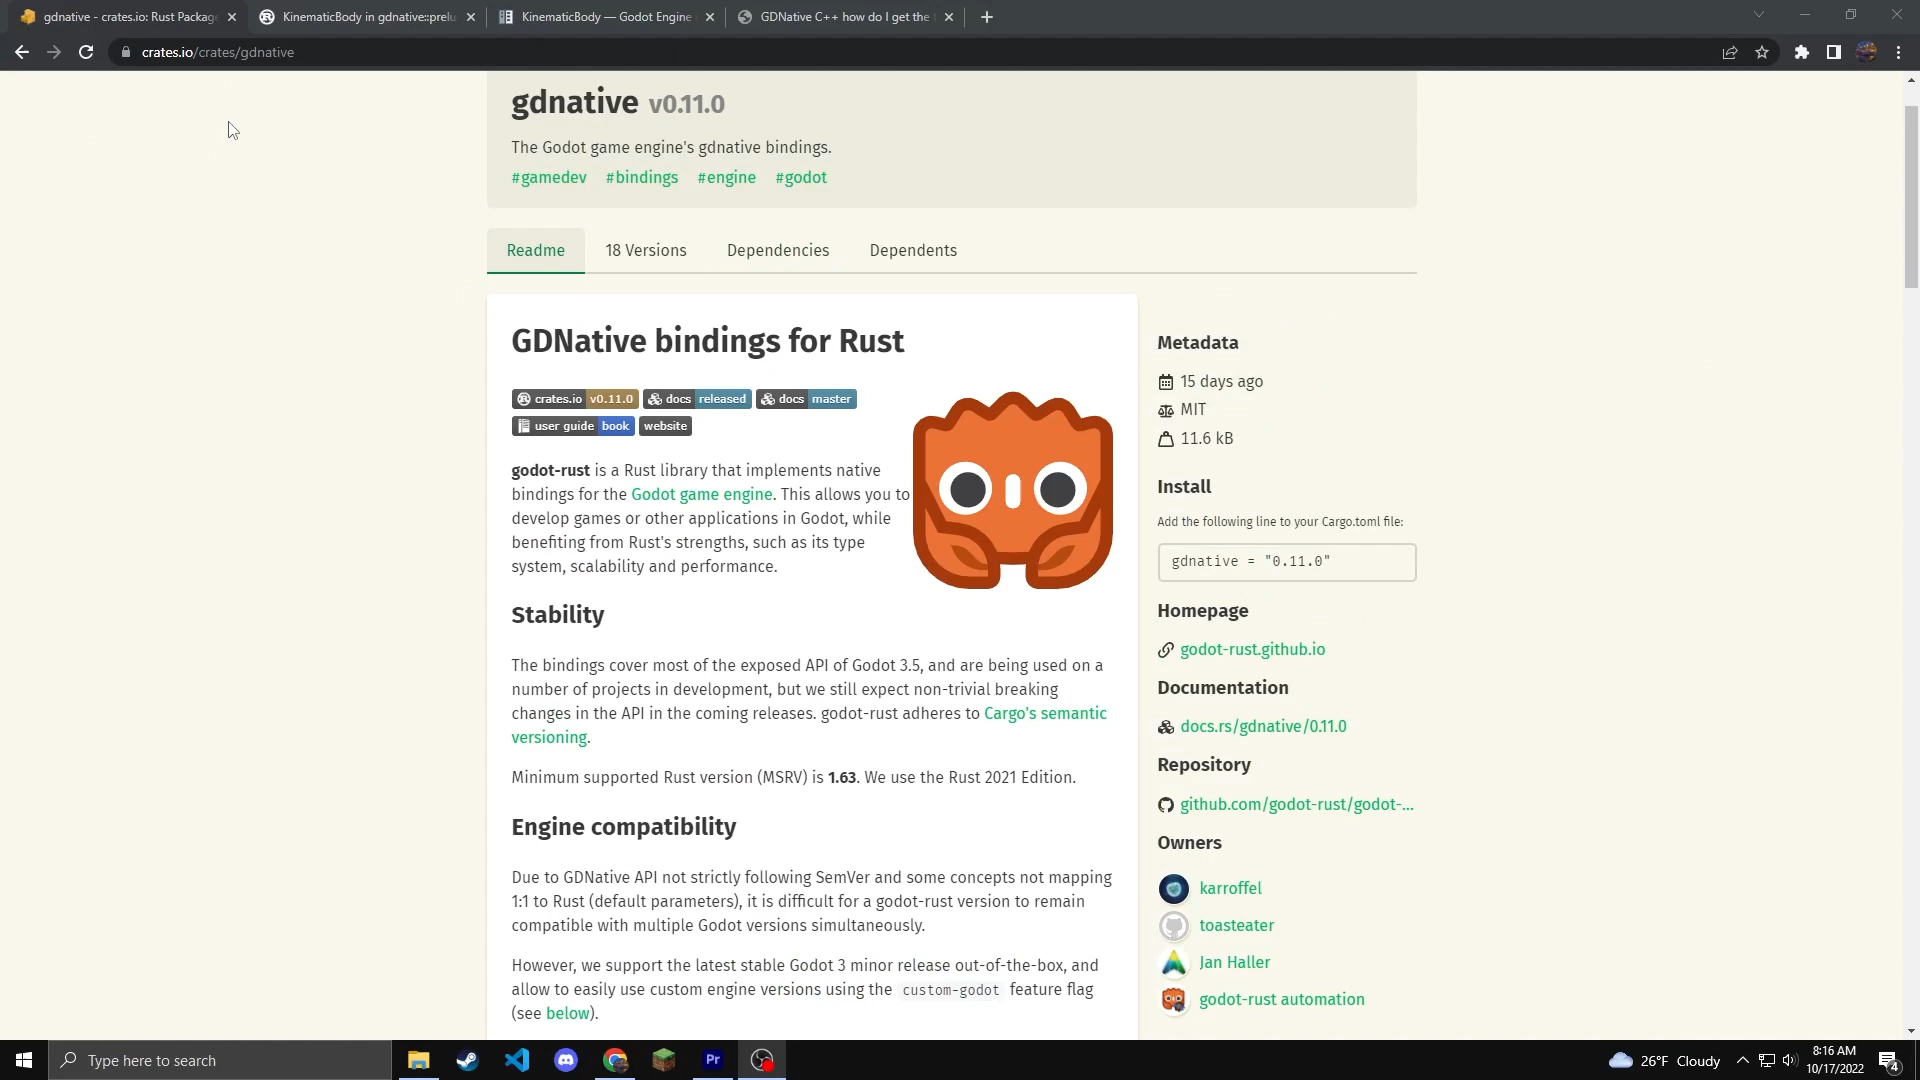 gdnative - crates.io: Rust Package
KinematicBody in gdnative::prelu
KinematicBody — Godot Engine
GDNative C++ how do I get the
crates.io/crates/gdnative
gdnative v0.11.0
The Godot game engine's gdnative bindings.
#gamedev #bindings #engine #godot
Readme 18 Versions Dependencies Dependents
GDNative bindings for Rust
crates.io v0.11.0 docs released docs master
user guide book website
godot-rust is a Rust library that implements native
bindings for the Godot game engine. This allows you to
develop games or other applications in Godot, while
benefiting from Rust's strengths, such as its type
system, scalability and performance.
Stability
The bindings cover most of the exposed API of Godot 3.5, and are being used on a
number of projects in development, but we still expect non-trivial breaking
changes in the API in the coming releases. godot-rust adheres to Cargo's semantic
versioning.
Minimum supported Rust version (MSRV) is 1.63. We use the Rust 2021 Edition.
Engine compatibility
Due to GDNative API not strictly following SemVer and some concepts not mapping
1:1 to Rust (default parameters), it is difficult for a godot-rust version to remain
compatible with multiple Godot versions simultaneously.
However, we support the latest stable Godot 3 minor release out-of-the-box, and
allow to easily use custom engine versions using the custom-godot feature flag
(see below).
Metadata
15 days ago
MIT
11.6 kB
Install
Add the following line to your Cargo.toml file:
gdnative = "0.11.0"
Homepage
godot-rust.github.io
Documentation
docs.rs/gdnative/0.11.0
Repository
github.com/godot-rust/godot-...
Owners
karroffel
toasteater
Jan Haller
godot-rust automation
Type here to search
Pr
26°F Cloudy
8:16 AM
10/17/2022
4